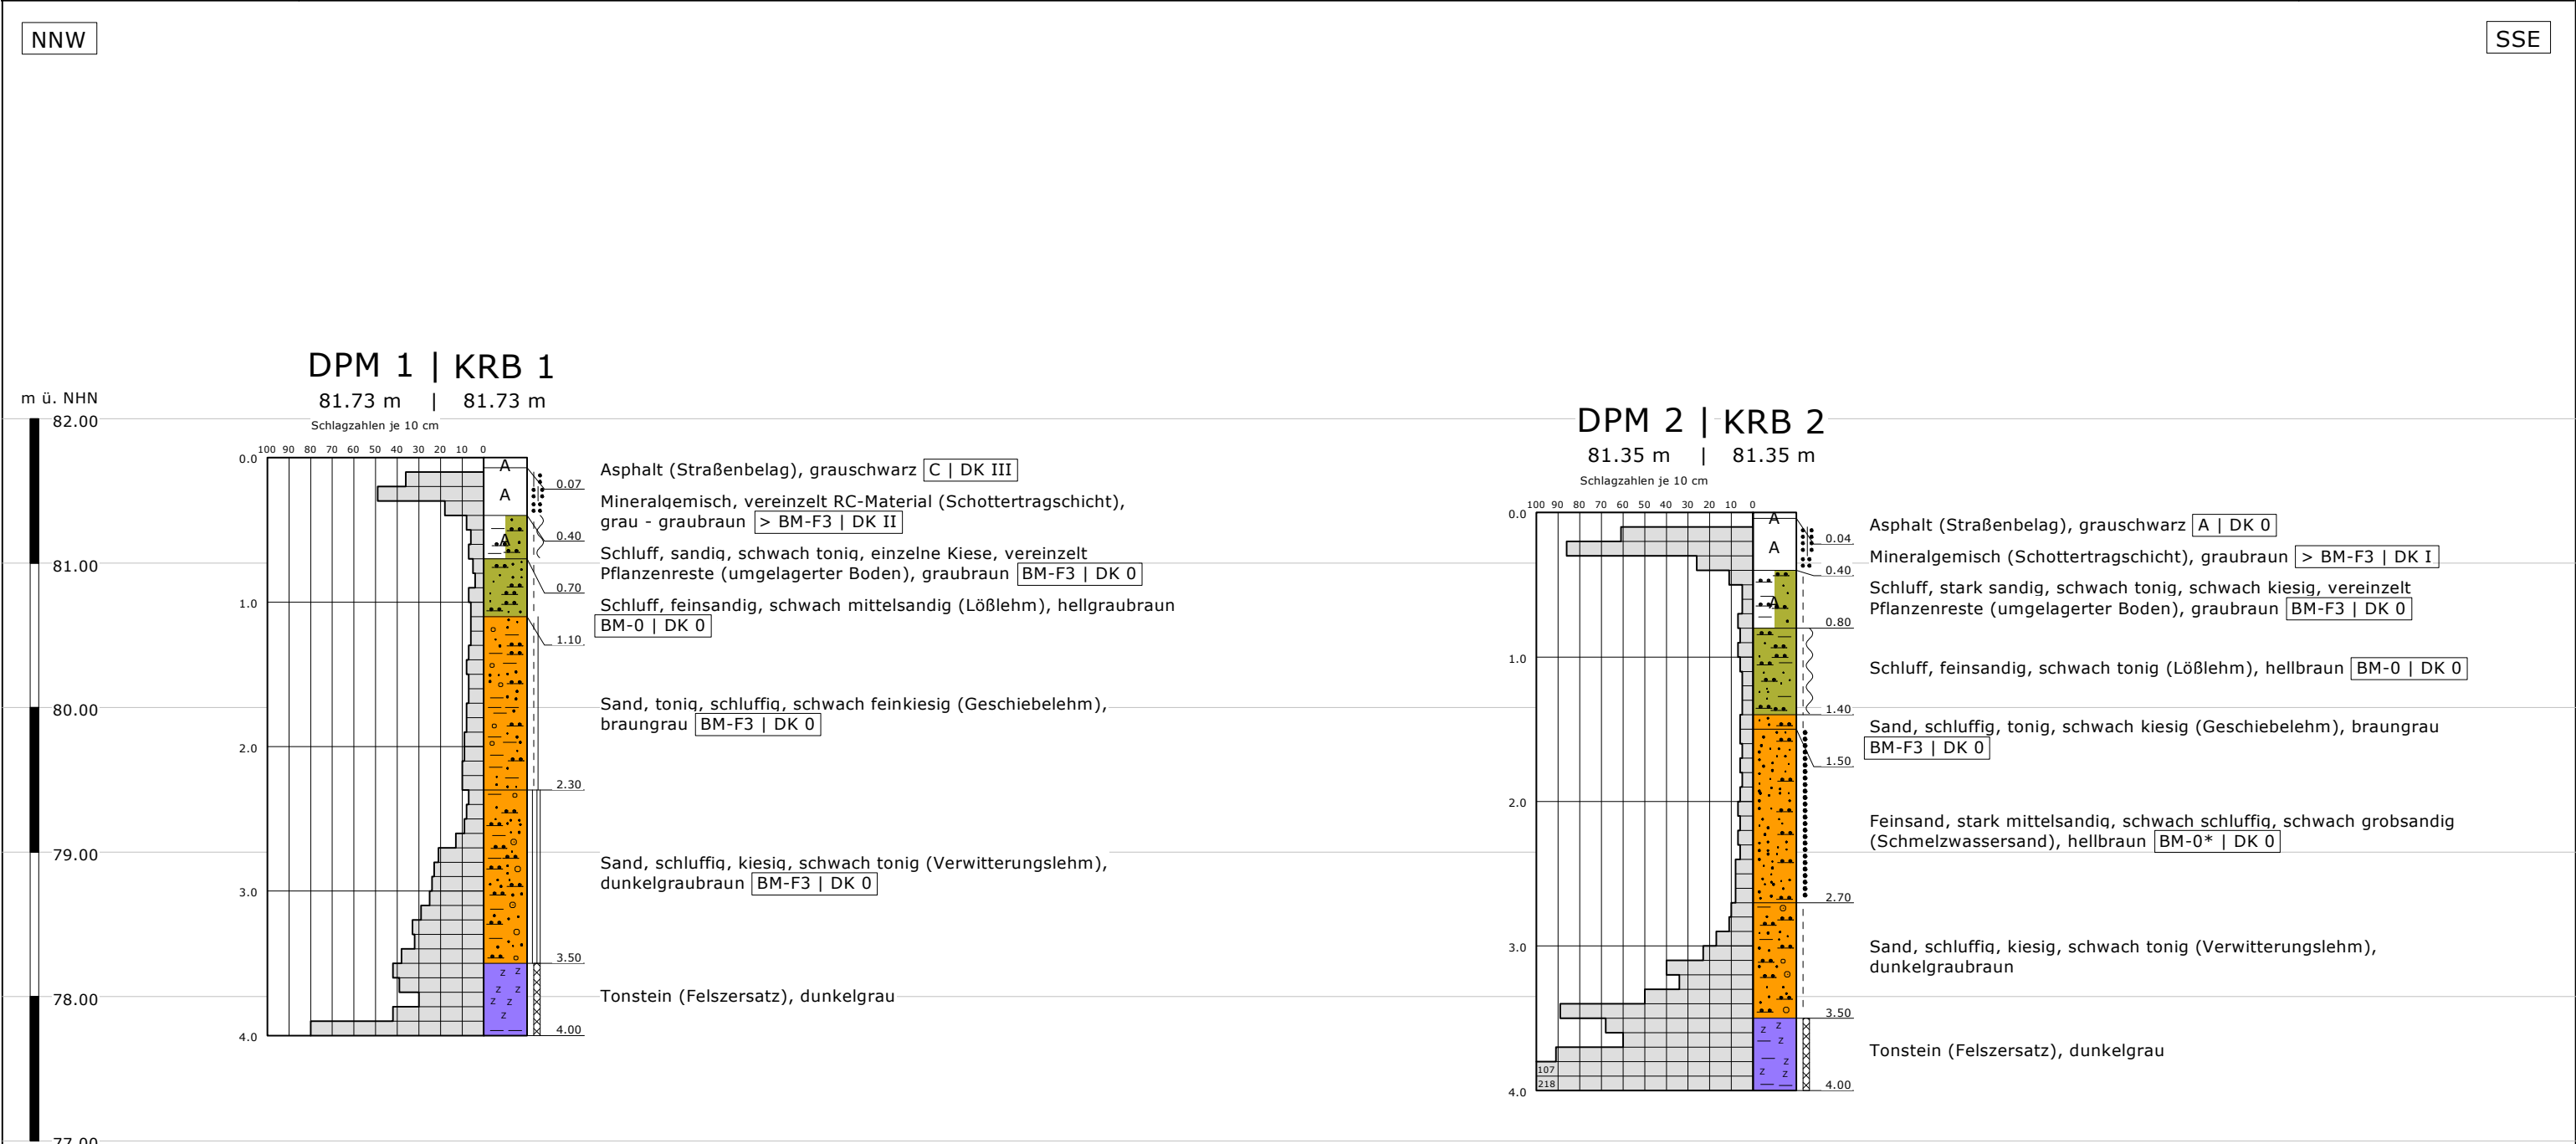 NNW
SSE
DPM 1 | KRB 1
81.73 m | 81.73 m
Schlagzahlen je 10 cm
100 90 80 70 60 50 40 30 20 10 0
m ü. NHN
82.00
81.00
80.00
79.00
78.00
77.00
0.0
1.0
2.0
3.0
4.0
A
A
A
0.07
0.40
0.70
1.10
2.30
3.50
4.00
Asphalt (Straßenbelag), grauschwarz C | DK III
Mineralgemisch, vereinzelt RC-Material (Schottertragschicht),
grau - graubraun > BM-F3 | DK II
Schluff, sandig, schwach tonig, einzelne Kiese, vereinzelt
Pflanzenreste (umgelagerter Boden), graubraun BM-F3 | DK 0
Schluff, feinsandig, schwach mittelsandig (Lößlehm), hellgraubraun
BM-0 | DK 0
Sand, tonig, schluffig, schwach feinkiesig (Geschiebelehm),
braungrau BM-F3 | DK 0
Sand, schluffig, kiesig, schwach tonig (Verwitterungslehm),
dunkelgraubraun BM-F3 | DK 0
Tonstein (Felszersatz), dunkelgrau
z z
z z
z z
z
DPM 2 | KRB 2
81.35 m | 81.35 m
Schlagzahlen je 10 cm
100 90 80 70 60 50 40 30 20 10 0
0.0
1.0
2.0
3.0
4.0
107
218
A
A
A
0.04
0.40
0.80
1.40
1.50
2.70
3.50
4.00
Asphalt (Straßenbelag), grauschwarz A | DK 0
Mineralgemisch (Schottertragschicht), graubraun > BM-F3 | DK I
Schluff, stark sandig, schwach tonig, schwach kiesig, vereinzelt
Pflanzenreste (umgelagerter Boden), graubraun BM-F3 | DK 0
Schluff, feinsandig, schwach tonig (Lößlehm), hellbraun BM-0 | DK 0
Sand, schluffig, tonig, schwach kiesig (Geschiebelehm), braungrau
BM-F3 | DK 0
Feinsand, stark mittelsandig, schwach schluffig, schwach grobsandig
(Schmelzwassersand), hellbraun BM-0* | DK 0
Sand, schluffig, kiesig, schwach tonig (Verwitterungslehm),
dunkelgraubraun
Tonstein (Felszersatz), dunkelgrau
z z
z
z
z z